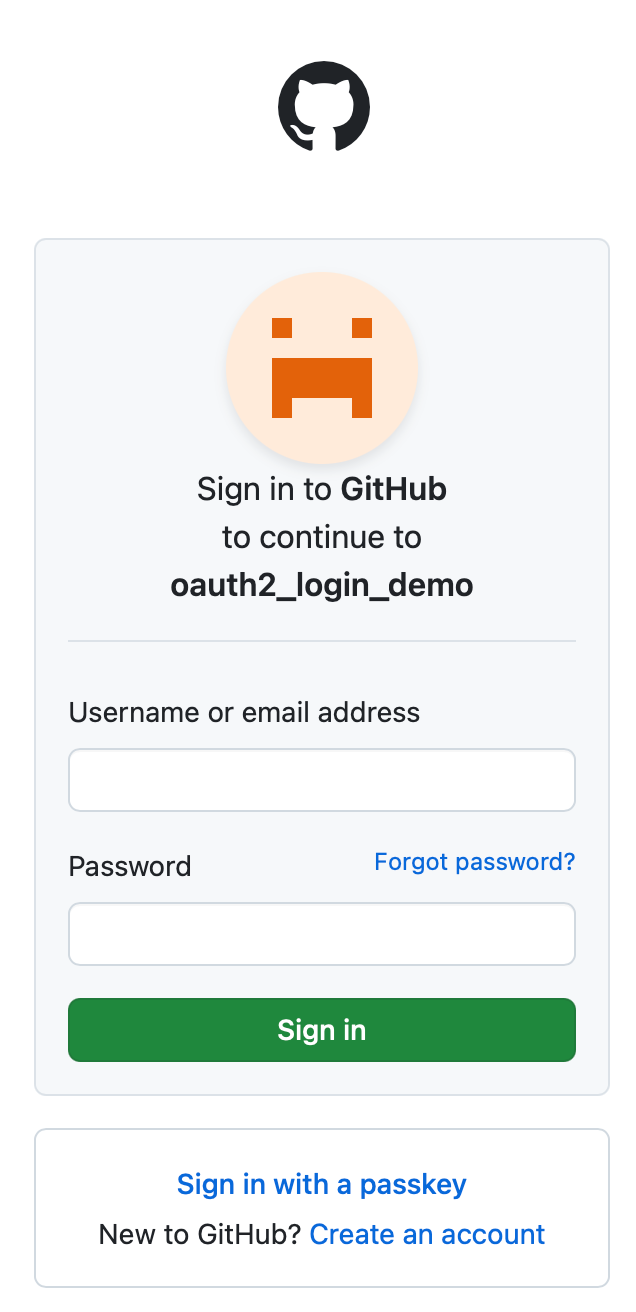 Sign in to GitHub
to continue to
oauth2_login_demo
Username or email address
Password
Forgot password?
Sign in
Sign in with a passkey
New to GitHub? Create an account